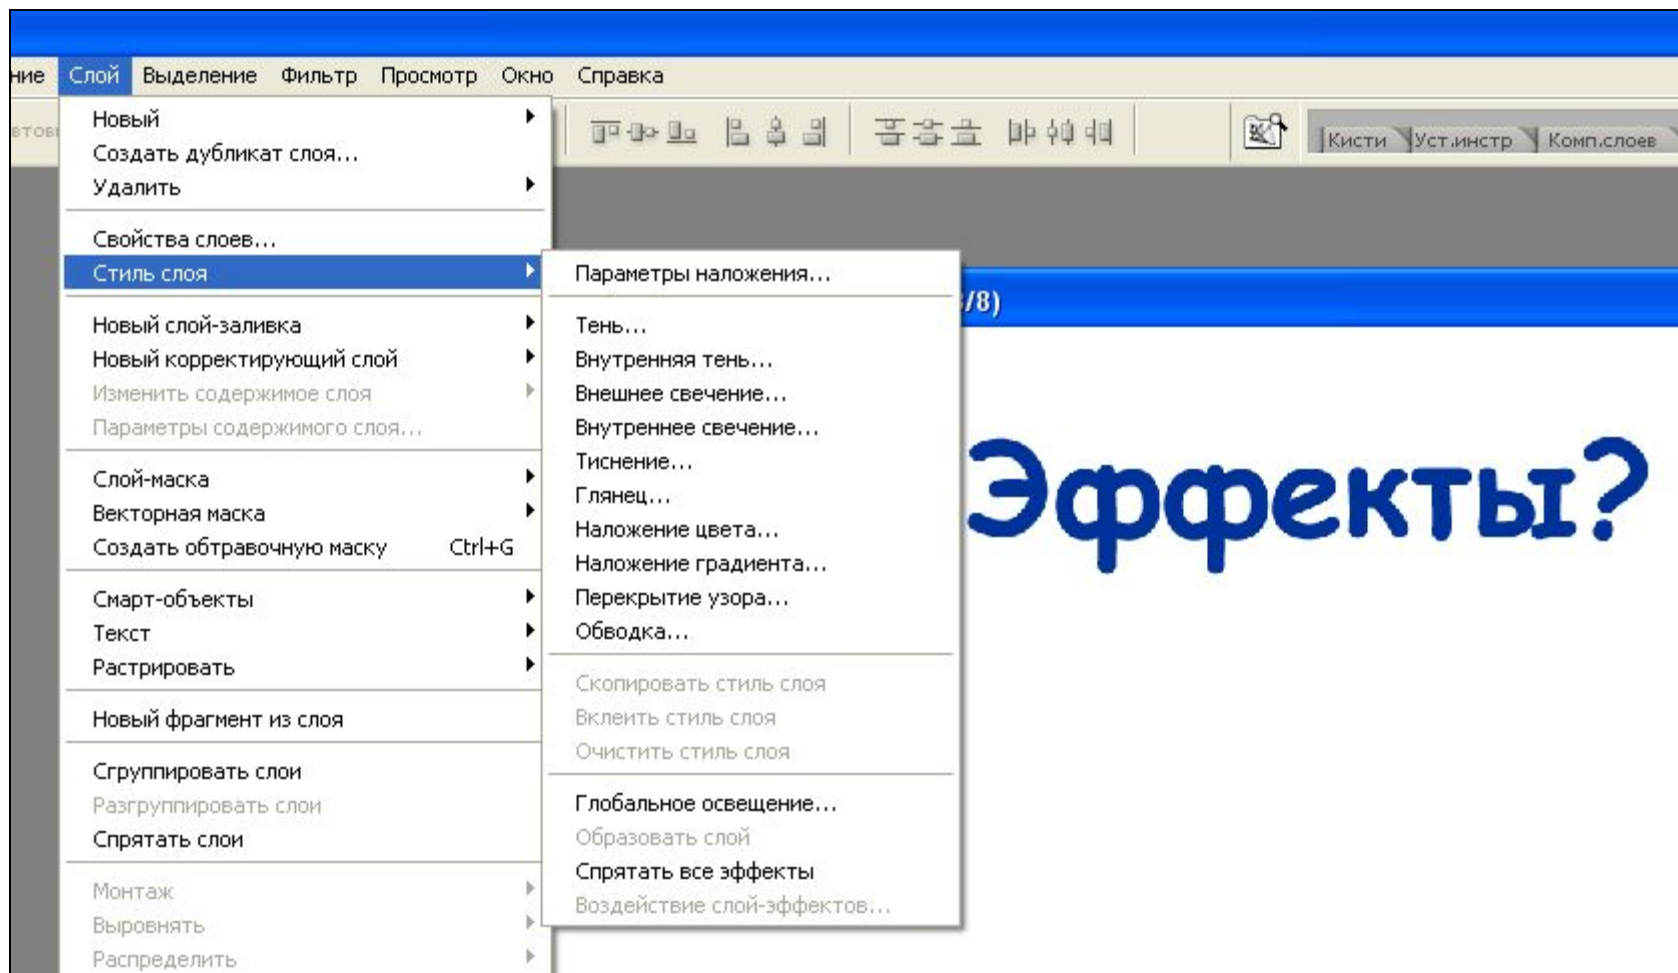 ние Слой Выделение Фильтр Просмотр Окно Справка
Кисти Уст.инстр Комп.слоев
Новый
Создать дубликат слоя...
Удалить
Свойства слоев...
Стиль слоя
Новый слой-заливка
Новый корректирующий слой
Изменить содержимое слоя
Параметры содержимого слоя...
Слой-маска
Векторная маска
Создать обтравочную маску Ctrl+G
Смарт-объекты
Текст
Растрировать
Новый фрагмент из слоя
Сгруппировать слои
Разгруппировать слои
Спрятать слои
Монтаж
Выровнять
Распределить
Параметры наложения...
Тень...
Внутренняя тень...
Внешнее свечение...
Внутреннее свечение...
Тиснение...
Глянец...
Наложение цвета...
Наложение градиента...
Перекрытие узора...
Обводка...
Скопировать стиль слоя
Вклеить стиль слоя
Очистить стиль слоя
Глобальное освещение...
Образовать слой
Спрятать все эффекты
Воздействие слой-эффектов...
/8)
Эффекты?